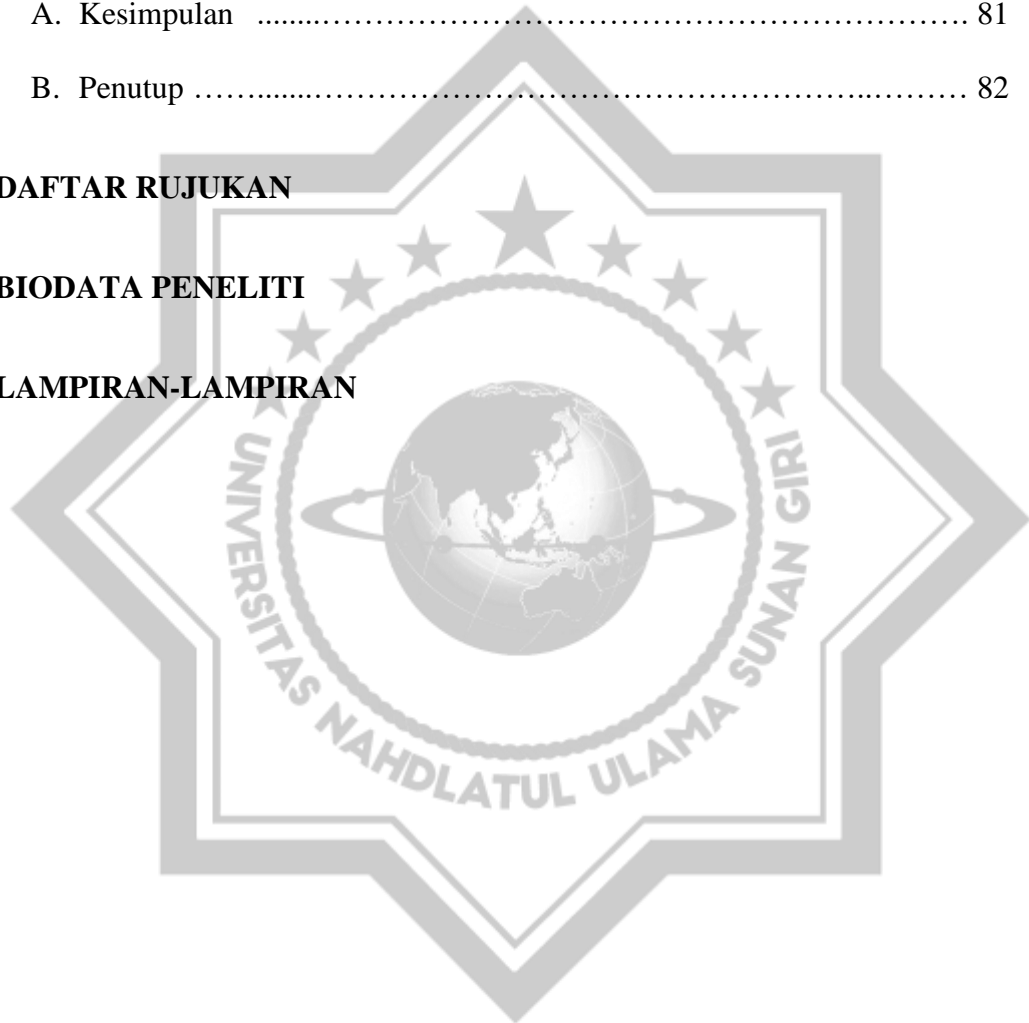 A. Kesimpulan ........……………………………………………………. 81
B. Penutup ……........………………………………………..……… 82
DAFTAR RUJUKAN
BIODATA PENELITI
LAMPIRAN-LAMPIRAN
UNIVERSITAS NAHDLATUL ULAMA SUNAN GIRI